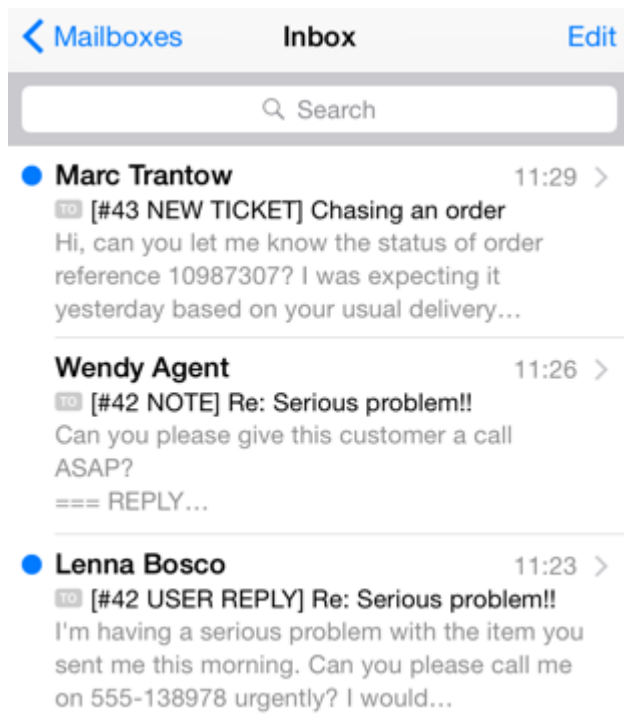 Mailboxes Inbox Edit
Search
Marc Trantow 11:29
TO [#43 NEW TICKET] Chasing an order
Hi, can you let me know the status of order
reference 10987307? I was expecting it
yesterday based on your usual delivery…
Wendy Agent 11:26
TO [#42 NOTE] Re: Serious problem!!
Can you please give this customer a call
ASAP?
=== REPLY…
Lenna Bosco 11:23
TO [#42 USER REPLY] Re: Serious problem!!
I'm having a serious problem with the item you
sent me this morning. Can you please call me
on 555-138978 urgently? I would…